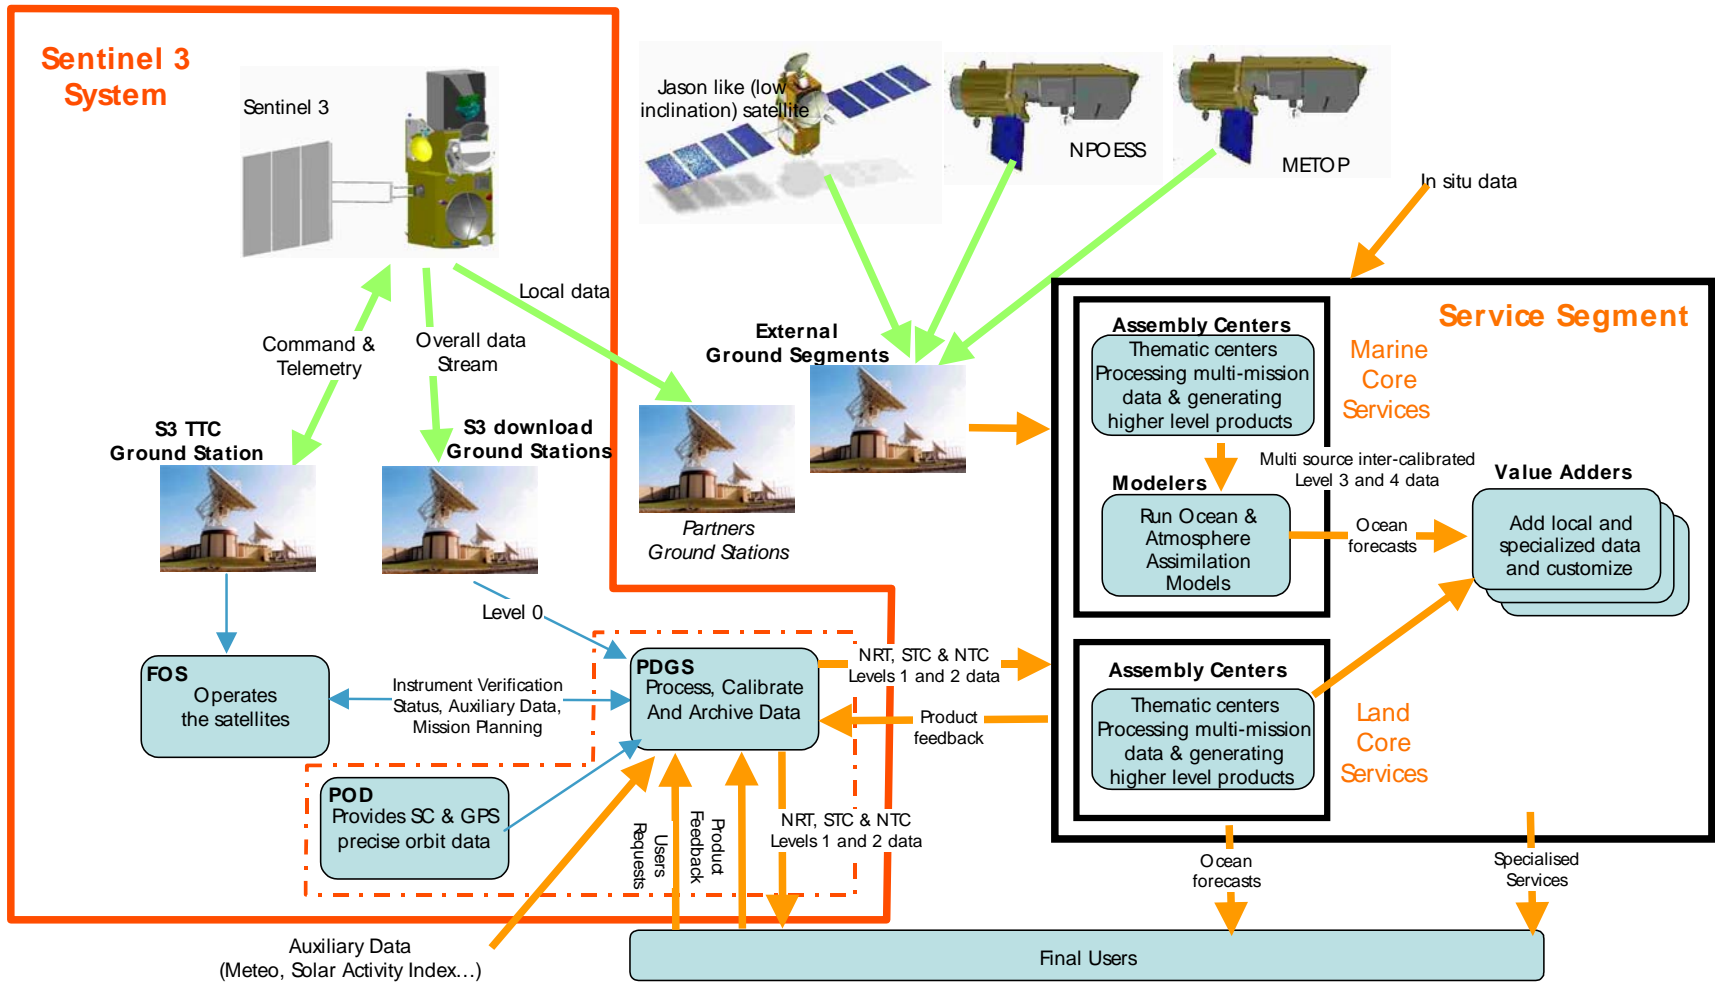 Sentinel 3
System
Sentinel 3
Jason like (low
inclination) satellite
NPOESS
METOP
In situ data
Local data
Command &
Telemetry
Overall data
Stream
External
Ground Segments
S3 TTC
Ground Station
S3 download
Ground Stations
Partners
Ground Stations
Service Segment
Assembly Centers
Thematic centers
Processing multi-mission
data & generating
higher level products
Marine
Core
Services
Multi source inter-calibrated
Level 3 and 4 data
Modelers
Run Ocean &
Atmosphere
Assimilation
Models
Ocean
forecasts
Value Adders
Add local and
specialized data
and customize
Level 0
FOS
Operates
the satellites
Instrument Verification
Status, Auxiliary Data,
Mission Planning
PDGS
Process, Calibrate
And Archive Data
NRT, STC & NTC
Levels 1 and 2 data
Product
feedback
Assembly Centers
Thematic centers
Processing multi-mission
data & generating
higher level products
Land
Core
Services
POD
Provides SC & GPS
precise orbit data
Users
Requests
Product
Feedback
NRT, STC & NTC
Levels 1 and 2 data
Ocean
forecasts
Specialised
Services
Auxiliary Data
(Meteo, Solar Activity Index…)
Final Users